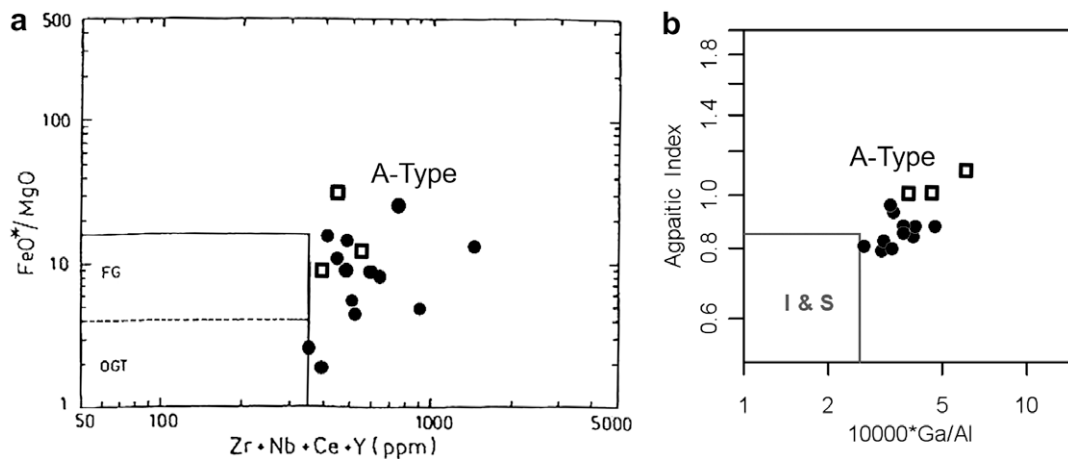 a
500
100
10
1
FeO*/MgO
A-Type
FG
OGT
50 100 1000 5000
Zr + Nb + Ce + Y (ppm)
b
1.8
1.4
1.0
0.8
0.6
Agpaitic Index
A-Type
I & S
1 2 5 10
10000*Ga/Al